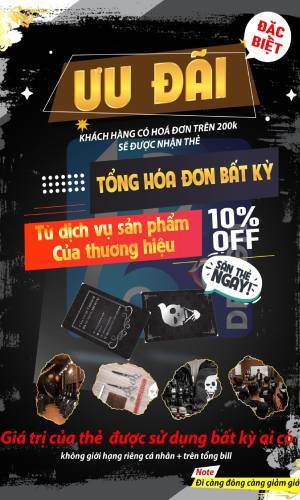 ĐẶC
BIỆT
ƯU ĐÃI
KHÁCH HÀNG CÓ HOÁ ĐƠN TRÊN 200k
SẼ ĐƯỢC NHẬN THẺ
TỔNG HÓA ĐƠN BẤT KỲ
Từ dịch vụ sản phẩm
Của thương hiệu
10%
OFF
SĂN THẺ
NGAY!
Giá trị của thẻ được sử dụng bất kỳ ai có
không giới hạn riêng cá nhân + trên tổng bill
Note
Đi càng đông càng giảm giá